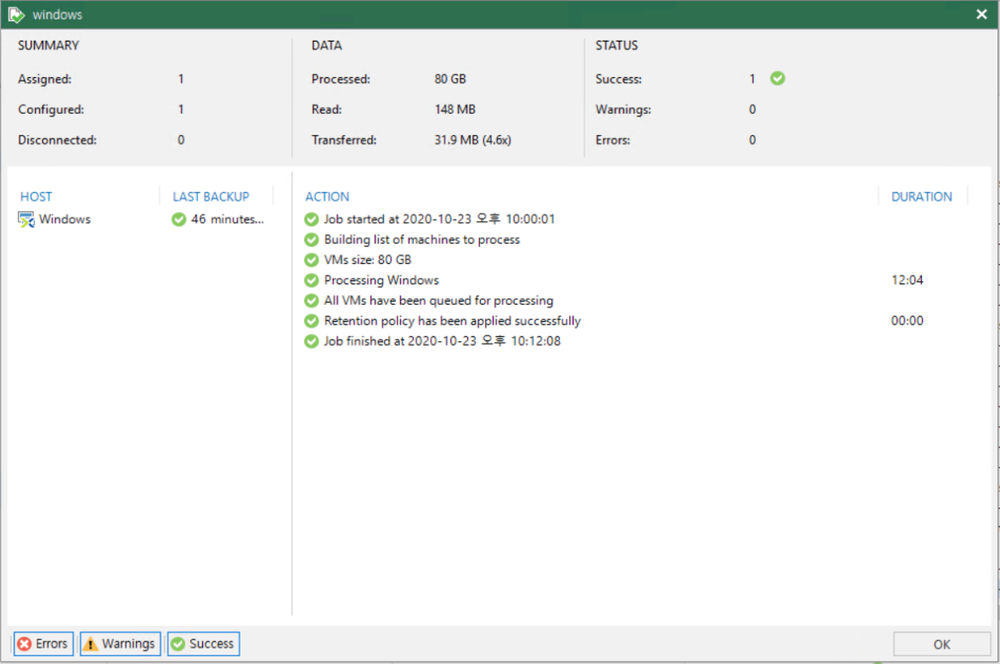 windows
SUMMARY
Assigned: 1
Configured: 1
Disconnected: 0
DATA
Processed: 80 GB
Read: 148 MB
Transferred: 31.9 MB (4.6x)
STATUS
Success: 1
Warnings: 0
Errors: 0
HOST LAST BACKUP
Windows 46 minutes...
ACTION DURATION
Job started at 2020-10-23 오후 10:00:01
Building list of machines to process
VMs size: 80 GB
Processing Windows 12:04
All VMs have been queued for processing
Retention policy has been applied successfully 00:00
Job finished at 2020-10-23 오후 10:12:08
Errors Warnings Success OK